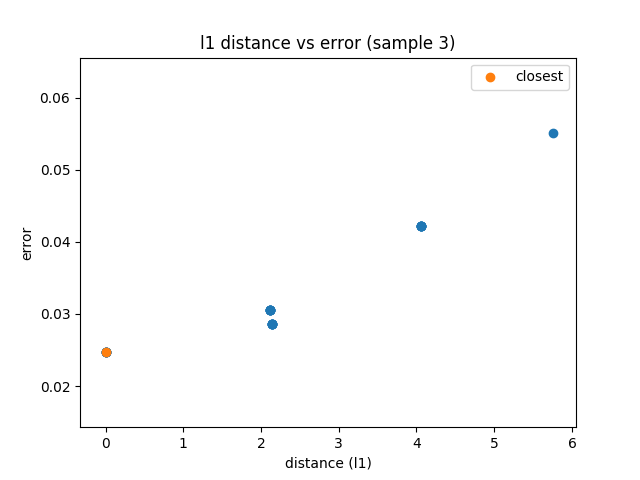 l1 distance vs error (sample 3)
closest
0.06
0.05
0.04
0.03
0.02
error
0 1 2 3 4 5 6
distance (l1)